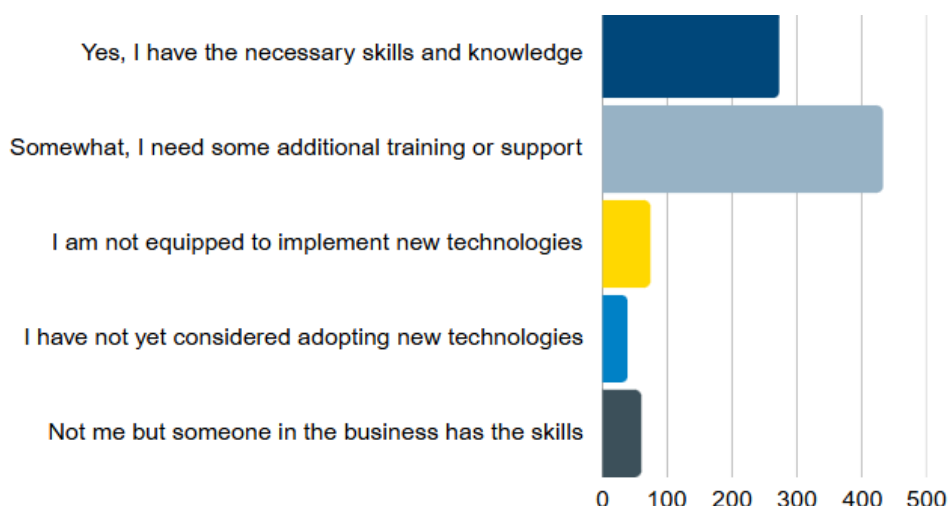 Yes, I have the necessary skills and knowledge
Somewhat, I need some additional training or support
I am not equipped to implement new technologies
I have not yet considered adopting new technologies
Not me but someone in the business has the skills
0 100 200 300 400 500